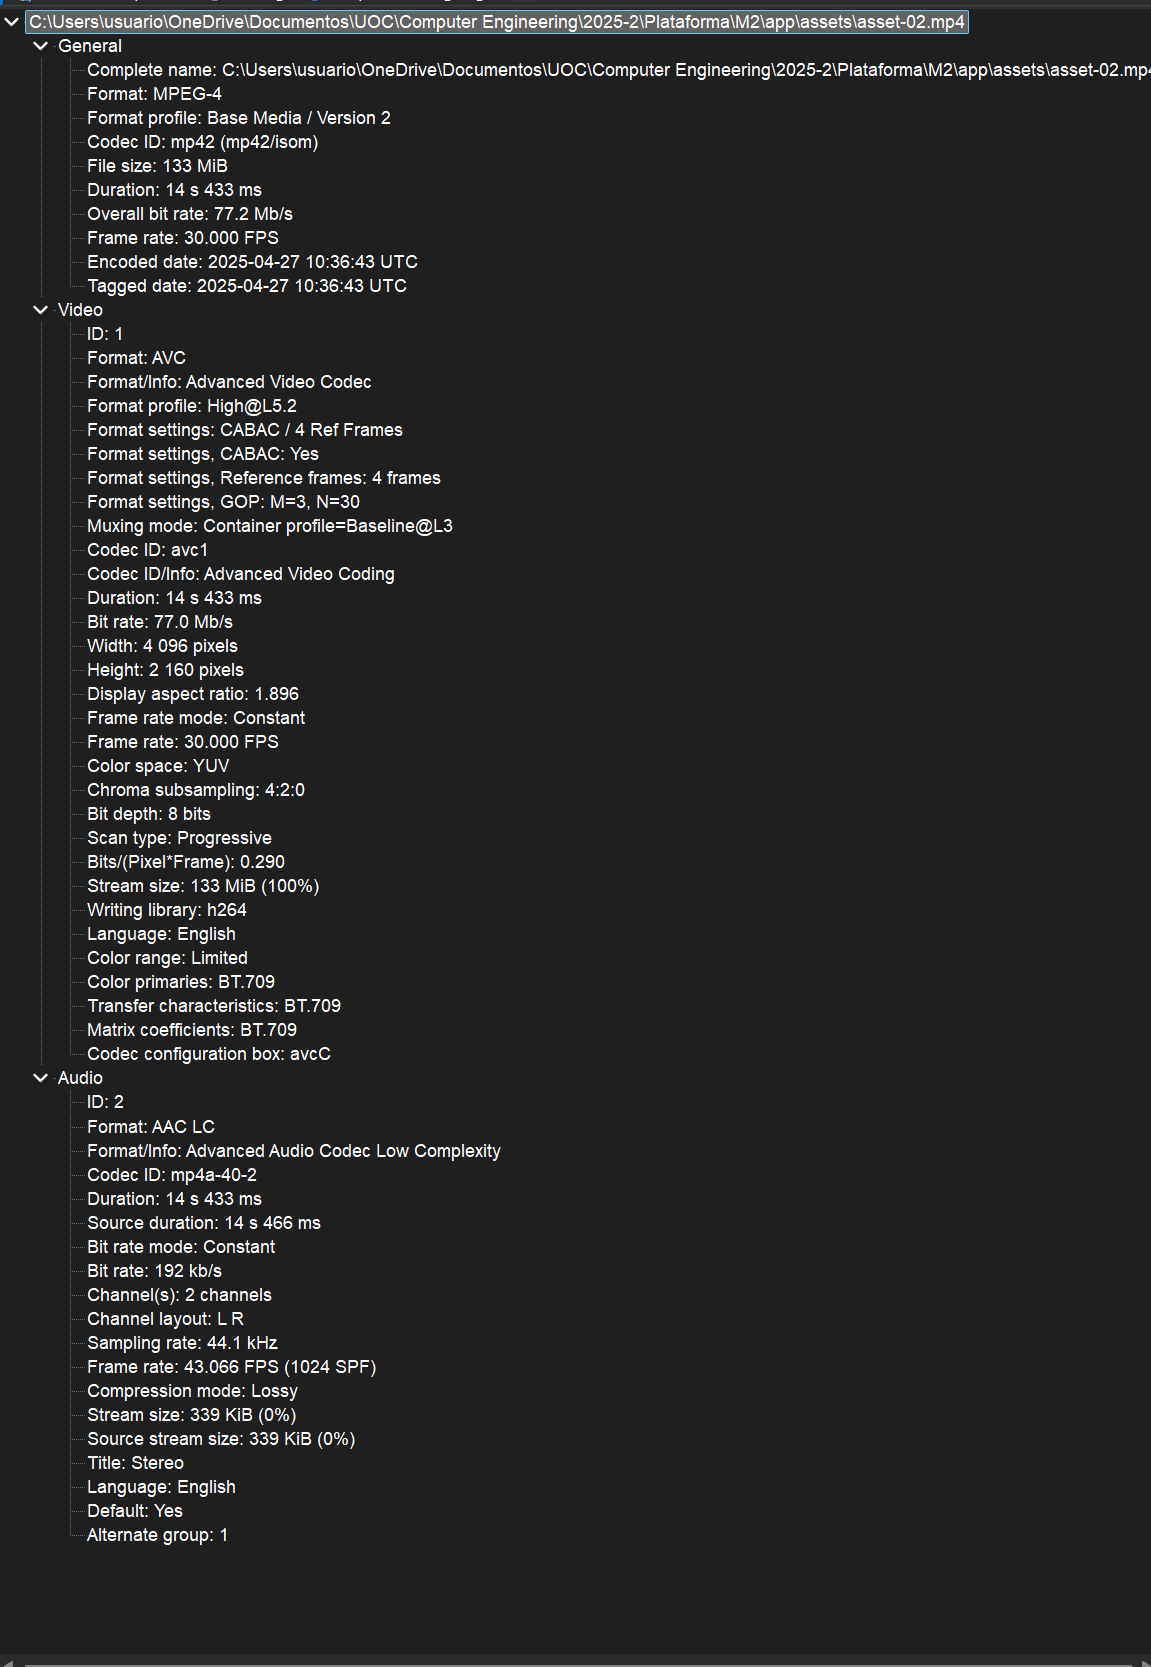 C:\Users\usuario\OneDrive\Documentos\UOC\Computer Engineering\2025-2\Plataforma\M2\app\assets\asset-02.mp4
General
Complete name: C:\Users\usuario\OneDrive\Documentos\UOC\Computer Engineering\2025-2\Plataforma\M2\app\assets\asset-02.mp4
Format: MPEG-4
Format profile: Base Media / Version 2
Codec ID: mp42 (mp42/isom)
File size: 133 MiB
Duration: 14 s 433 ms
Overall bit rate: 77.2 Mb/s
Frame rate: 30.000 FPS
Encoded date: 2025-04-27 10:36:43 UTC
Tagged date: 2025-04-27 10:36:43 UTC
Video
ID: 1
Format: AVC
Format/Info: Advanced Video Codec
Format profile: High@L5.2
Format settings: CABAC / 4 Ref Frames
Format settings, CABAC: Yes
Format settings, Reference frames: 4 frames
Format settings, GOP: M=3, N=30
Muxing mode: Container profile=Baseline@L3
Codec ID: avc1
Codec ID/Info: Advanced Video Coding
Duration: 14 s 433 ms
Bit rate: 77.0 Mb/s
Width: 4 096 pixels
Height: 2 160 pixels
Display aspect ratio: 1.896
Frame rate mode: Constant
Frame rate: 30.000 FPS
Color space: YUV
Chroma subsampling: 4:2:0
Bit depth: 8 bits
Scan type: Progressive
Bits/(Pixel*Frame): 0.290
Stream size: 133 MiB (100%)
Writing library: h264
Language: English
Color range: Limited
Color primaries: BT.709
Transfer characteristics: BT.709
Matrix coefficients: BT.709
Codec configuration box: avcC
Audio
ID: 2
Format: AAC LC
Format/Info: Advanced Audio Codec Low Complexity
Codec ID: mp4a-40-2
Duration: 14 s 433 ms
Source duration: 14 s 466 ms
Bit rate mode: Constant
Bit rate: 192 kb/s
Channel(s): 2 channels
Channel layout: L R
Sampling rate: 44.1 kHz
Frame rate: 43.066 FPS (1024 SPF)
Compression mode: Lossy
Stream size: 339 KiB (0%)
Source stream size: 339 KiB (0%)
Title: Stereo
Language: English
Default: Yes
Alternate group: 1